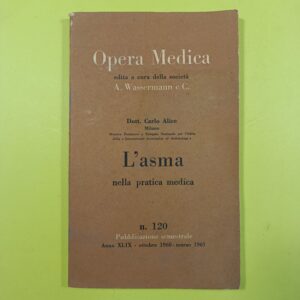 Opera Medica
edita a cura della società
A. Wassermann e C.
Dott. Carlo Alice
Milano
L'asma
nella pratica medica
n. 120
Pubblicazione semestrale
Anno XLIX - ottobre 1960 - marzo 1961